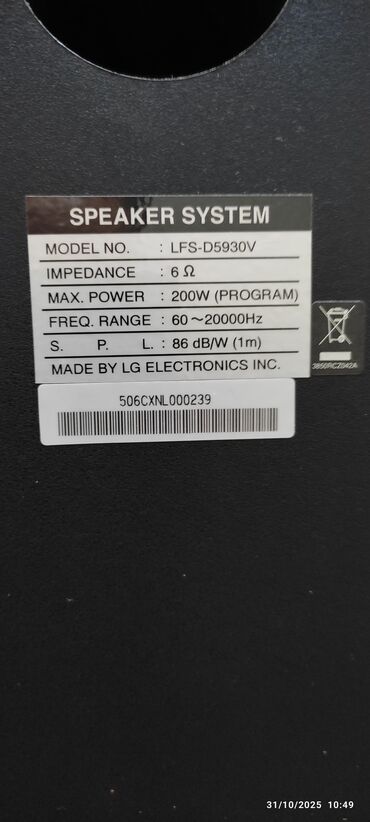 SPEAKER SYSTEM
MODEL NO. : LFS-D5930V
IMPEDANCE : 6 Ω
MAX. POWER : 200W (PROGRAM)
FREQ. RANGE : 60～20000Hz
S. P. L. : 86 dB/W (1m)
MADE BY LG ELECTRONICS INC.
3850RCZ042A
506CXNL000239
31/10/2025 10:49